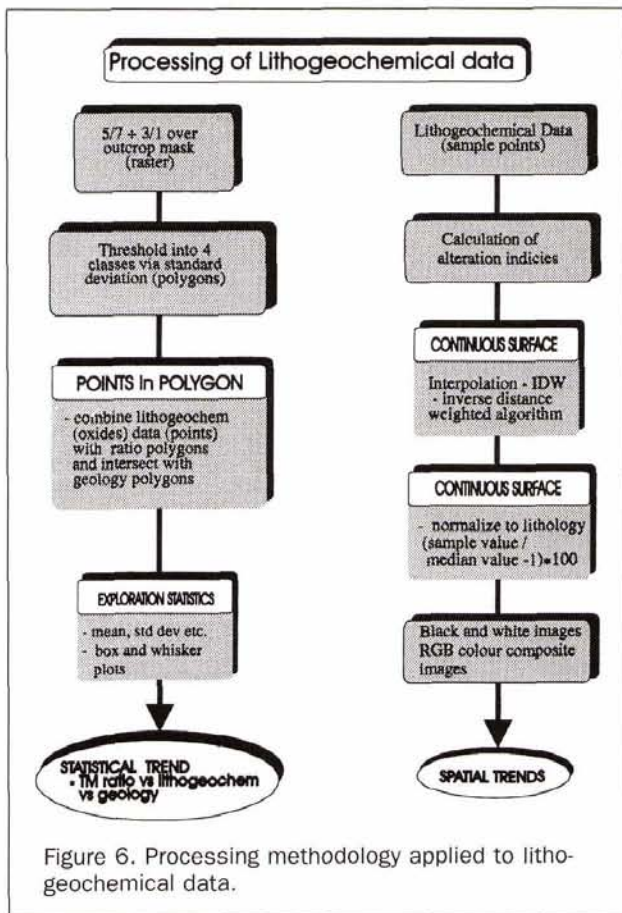 Processing of Lithogeochemical data
5/7 + 3/1 over
outcrop mask
(raster)
Threshold into 4
classes via standard
deviation (polygons)
POINTS in POLYGON
- combine lithogeochem
(oxides) data (points)
with ratio polygons
and intersect with
geology polygons
EXPLORATION STATISTICS
- mean, std dev etc.
- box and whisker
plots
STATISTICAL TREND
▪ TM ratio vs lithogeochem
vs geology
Lithogeochemical Data
(sample points)
Calculation of
alteration indicies
CONTINUOUS SURFACE
Interpolation - IDW
- inverse distance
weighted algorithm
CONTINUOUS SURFACE
- normalize to lithology
(sample value /
median value -1)*100
Black and white images
RGB colour composite
images
SPATIAL TRENDS
Figure 6. Processing methodology applied to litho-
geochemical data.